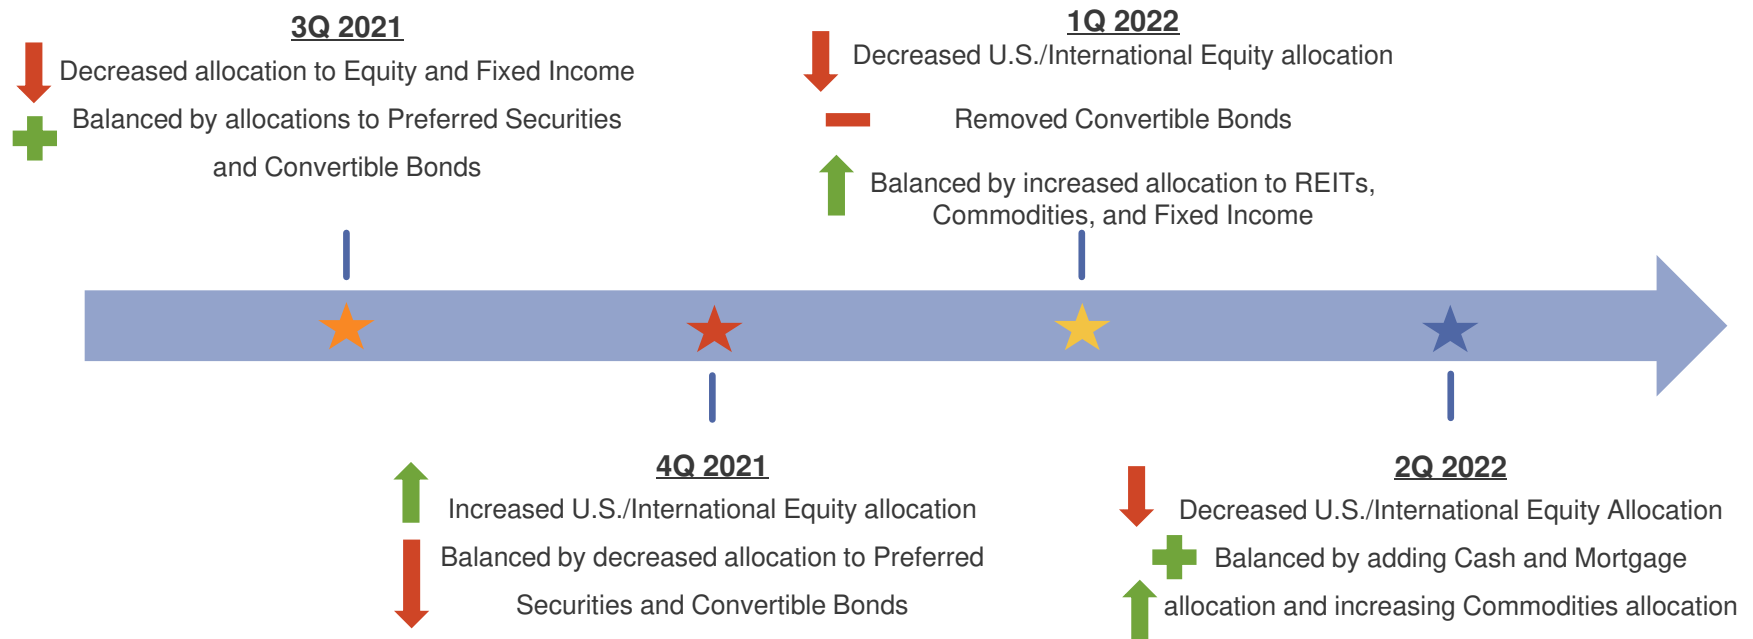 3Q 2021
Decreased allocation to Equity and Fixed Income
Balanced by allocations to Preferred Securities
and Convertible Bonds
1Q 2022
Decreased U.S./International Equity allocation
Removed Convertible Bonds
Balanced by increased allocation to REITs,
Commodities, and Fixed Income
4Q 2021
Increased U.S./International Equity allocation
Balanced by decreased allocation to Preferred
Securities and Convertible Bonds
2Q 2022
Decreased U.S./International Equity Allocation
Balanced by adding Cash and Mortgage
allocation and increasing Commodities allocation